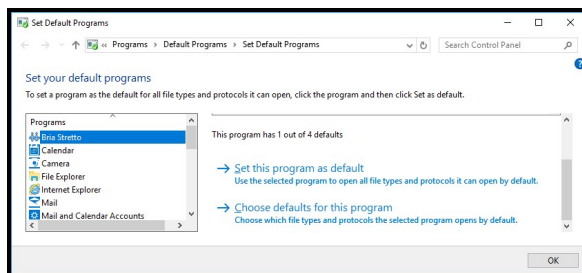 Set Default Programs
« Programs > Default Programs > Set Default Programs
Search Control Panel
Set your default programs
To set a program as the default for all file types and protocols it can open, click the program and then click Set as default.
Programs
Bria Stretto
Calendar
Camera
File Explorer
Internet Explorer
Mail
Mail and Calendar Accounts
This program has 1 out of 4 defaults
→ Set this program as default
Use the selected program to open all file types and protocols it can open by default.
→ Choose defaults for this program
Choose which file types and protocols the selected program opens by default.
OK